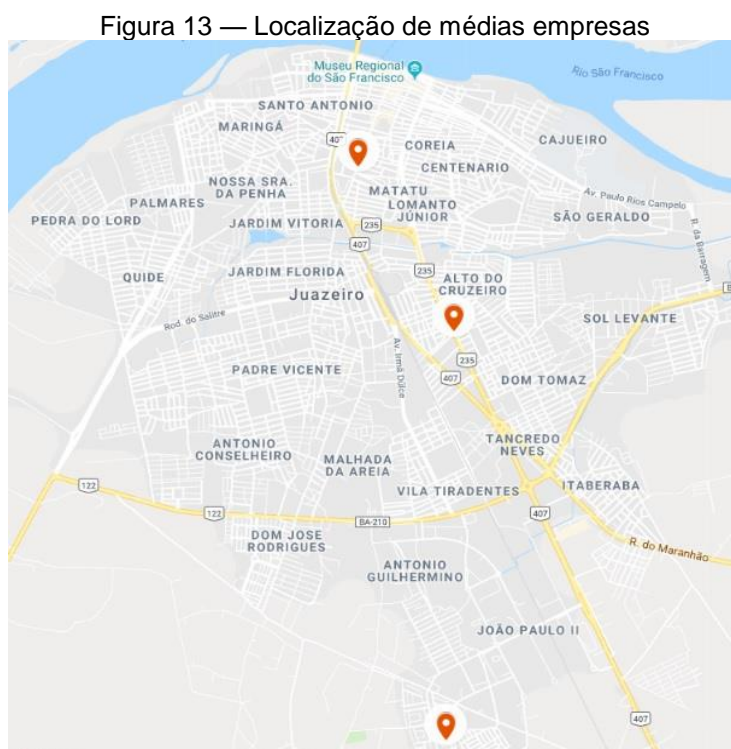 Figura 13 — Localização de médias empresas
Museu Regional
do São Francisco
Rio São Francisco
SANTO ANTONIO
MARINGÁ
407
COREIA
CAJUEIRO
CENTENARIO
NOSSA SRA.
DA PENHA
MATATU
LOMANTO
JÚNIOR
Av. Paulo Rios Campelo
PALMARES
PEDRA DO LORD
JARDIM VITORIA
235
SÃO GERALDO
R. da Barragem
407
QUIDE
JARDIM FLORIDA
235
ALTO DO
CRUZEIRO
Juazeiro
Rod. do Salitre
SOL LEVANTE
B
Av. Irmã Dulce
235
PADRE VICENTE
407
DOM TOMAZ
ANTONIO
CONSELHEIRO
MALHADA
DA AREIA
TANCREDO
NEVES
122
VILA TIRADENTES
ITABERABA
122
BA-210
407
DOM JOSE
RODRIGUES
R. do Maranhão
ANTONIO
GUILHERMINO
JOÃO PAULO II
407